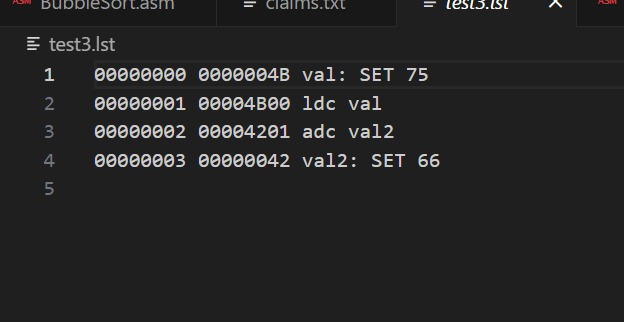 ASM BubbleSort.asm claims.txt test3.lst ASM
test3.lst
1 00000000 0000004B val: SET 75
2 00000001 00004B00 ldc val
3 00000002 00004201 adc val2
4 00000003 00000042 val2: SET 66
5